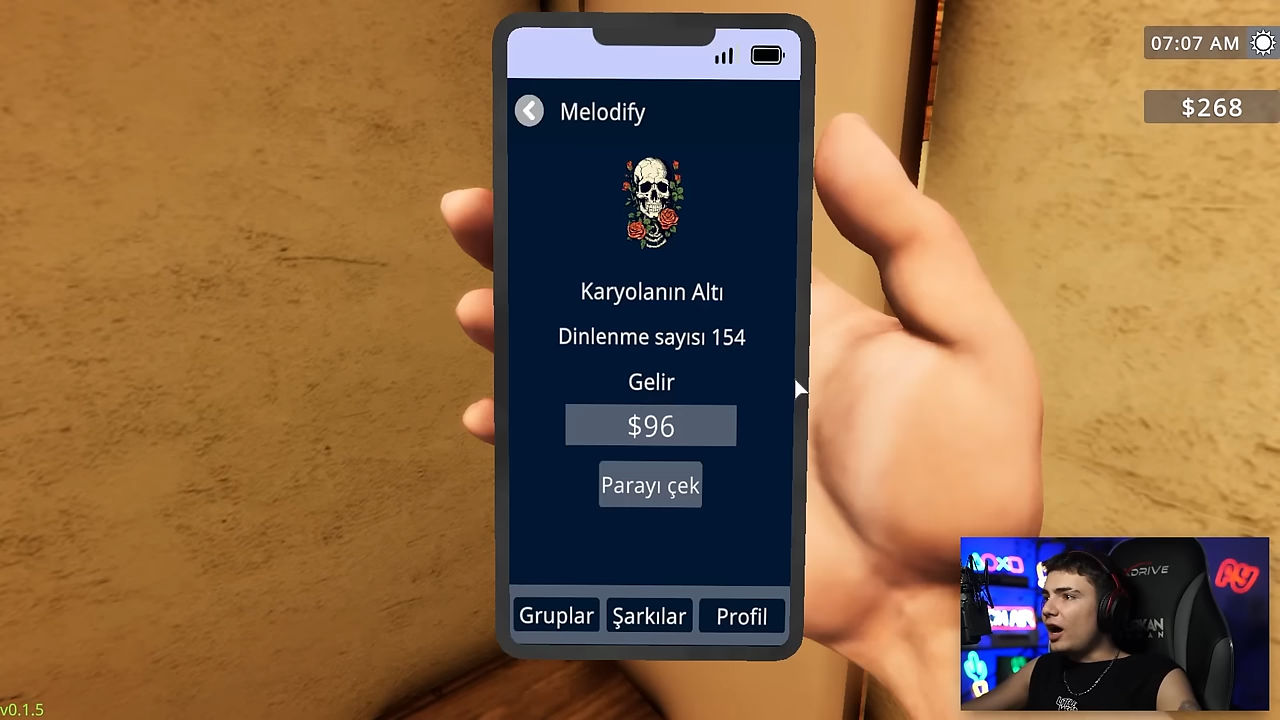 07:07 AM
$268
Melodify
Karyolanın Altı
Dinlenme sayısı 154
Gelir
$96
Parayı çek
Gruplar Şarkılar Profil
DRIVE
v0.1.5